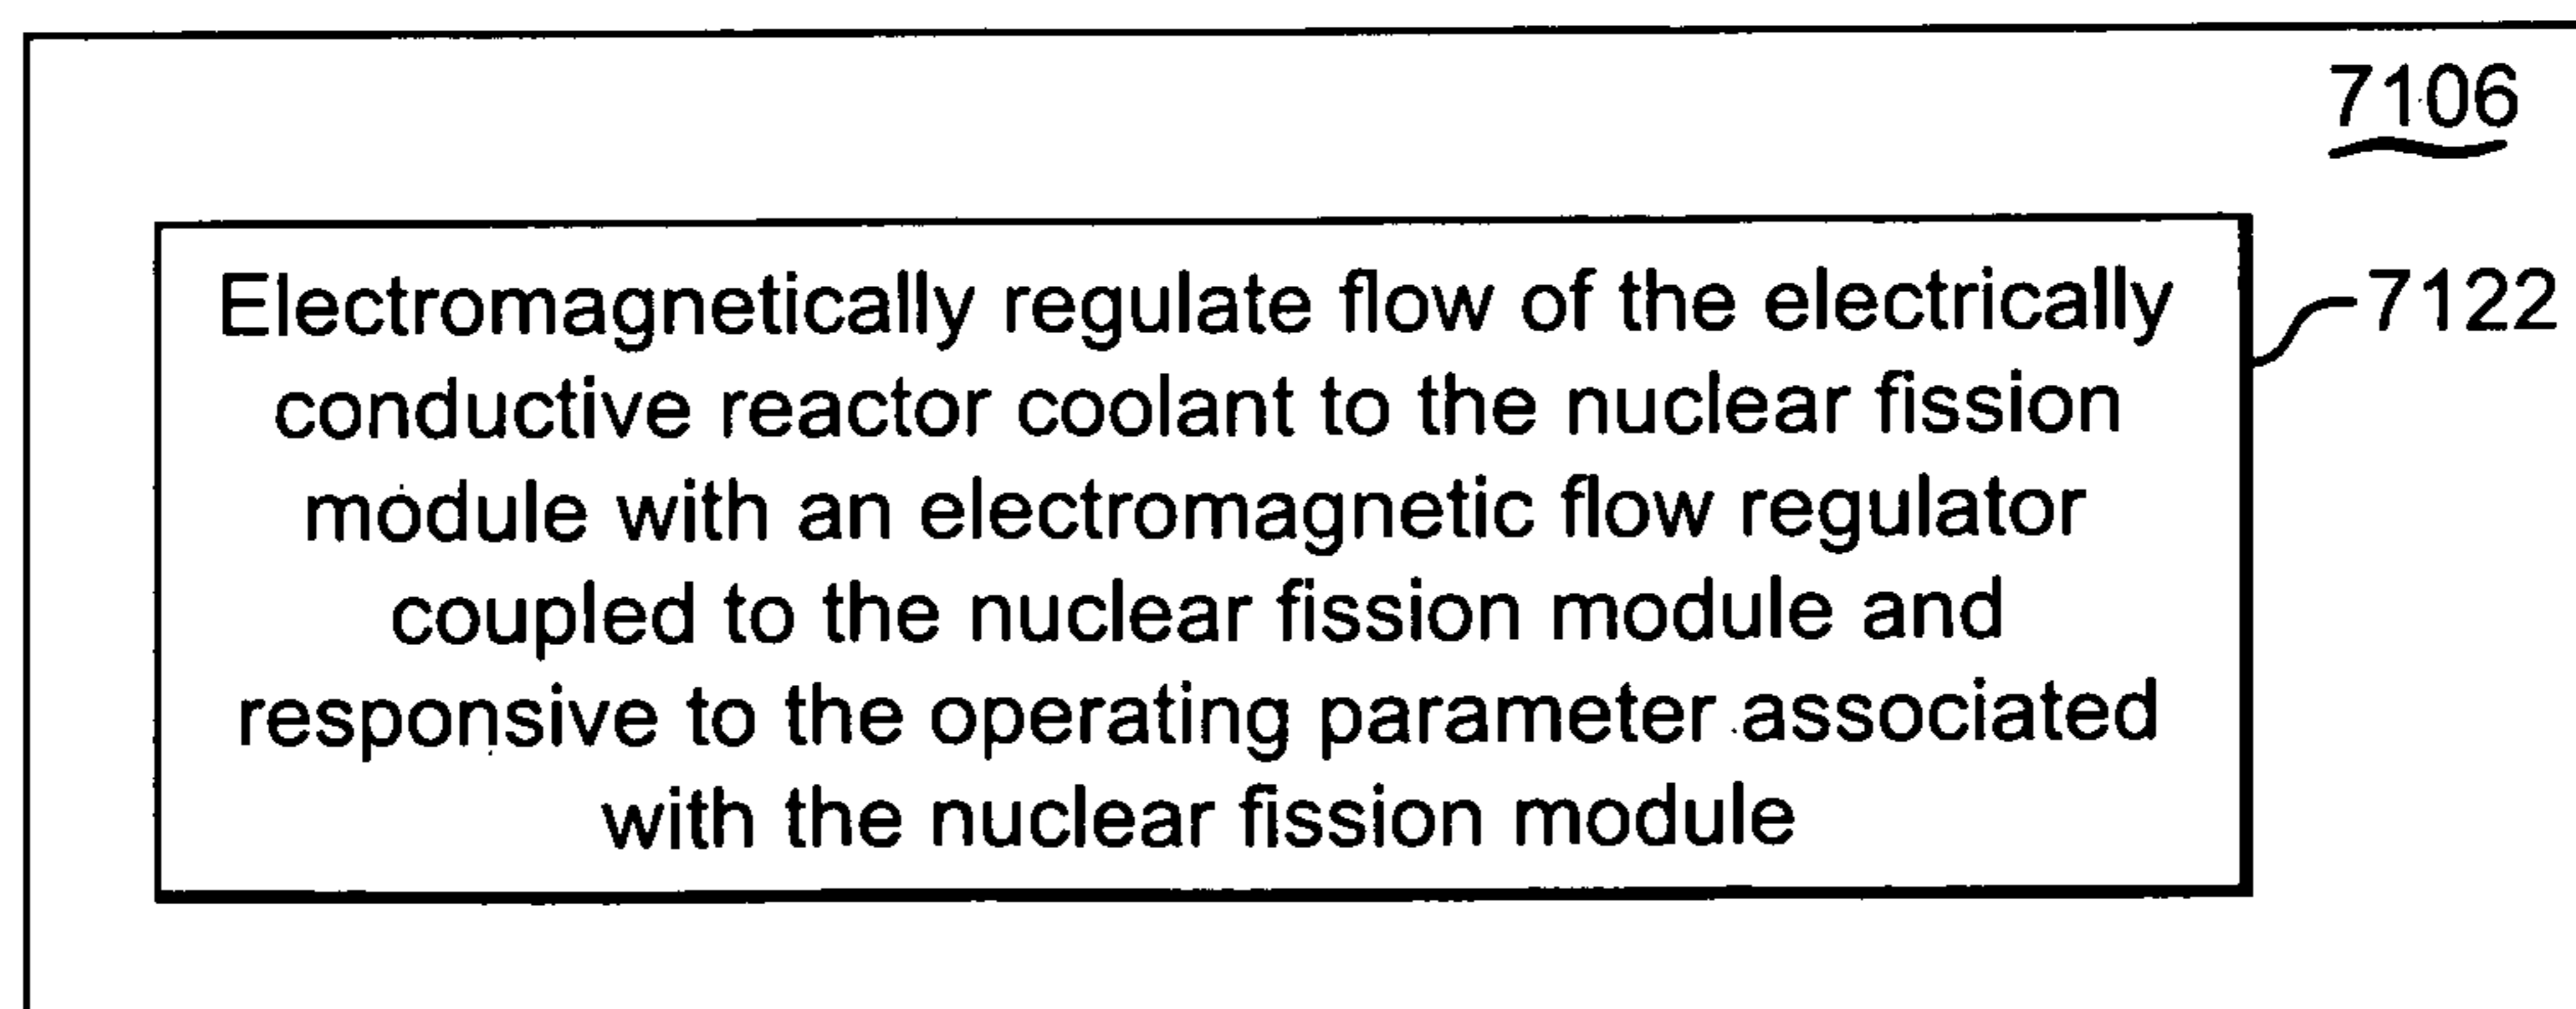 7106
Electromagnetically regulate flow of the electrically
conductive reactor coolant to the nuclear fission
module with an electromagnetic flow regulator
coupled to the nuclear fission module and
responsive to the operating parameter associated
with the nuclear fission module
7122